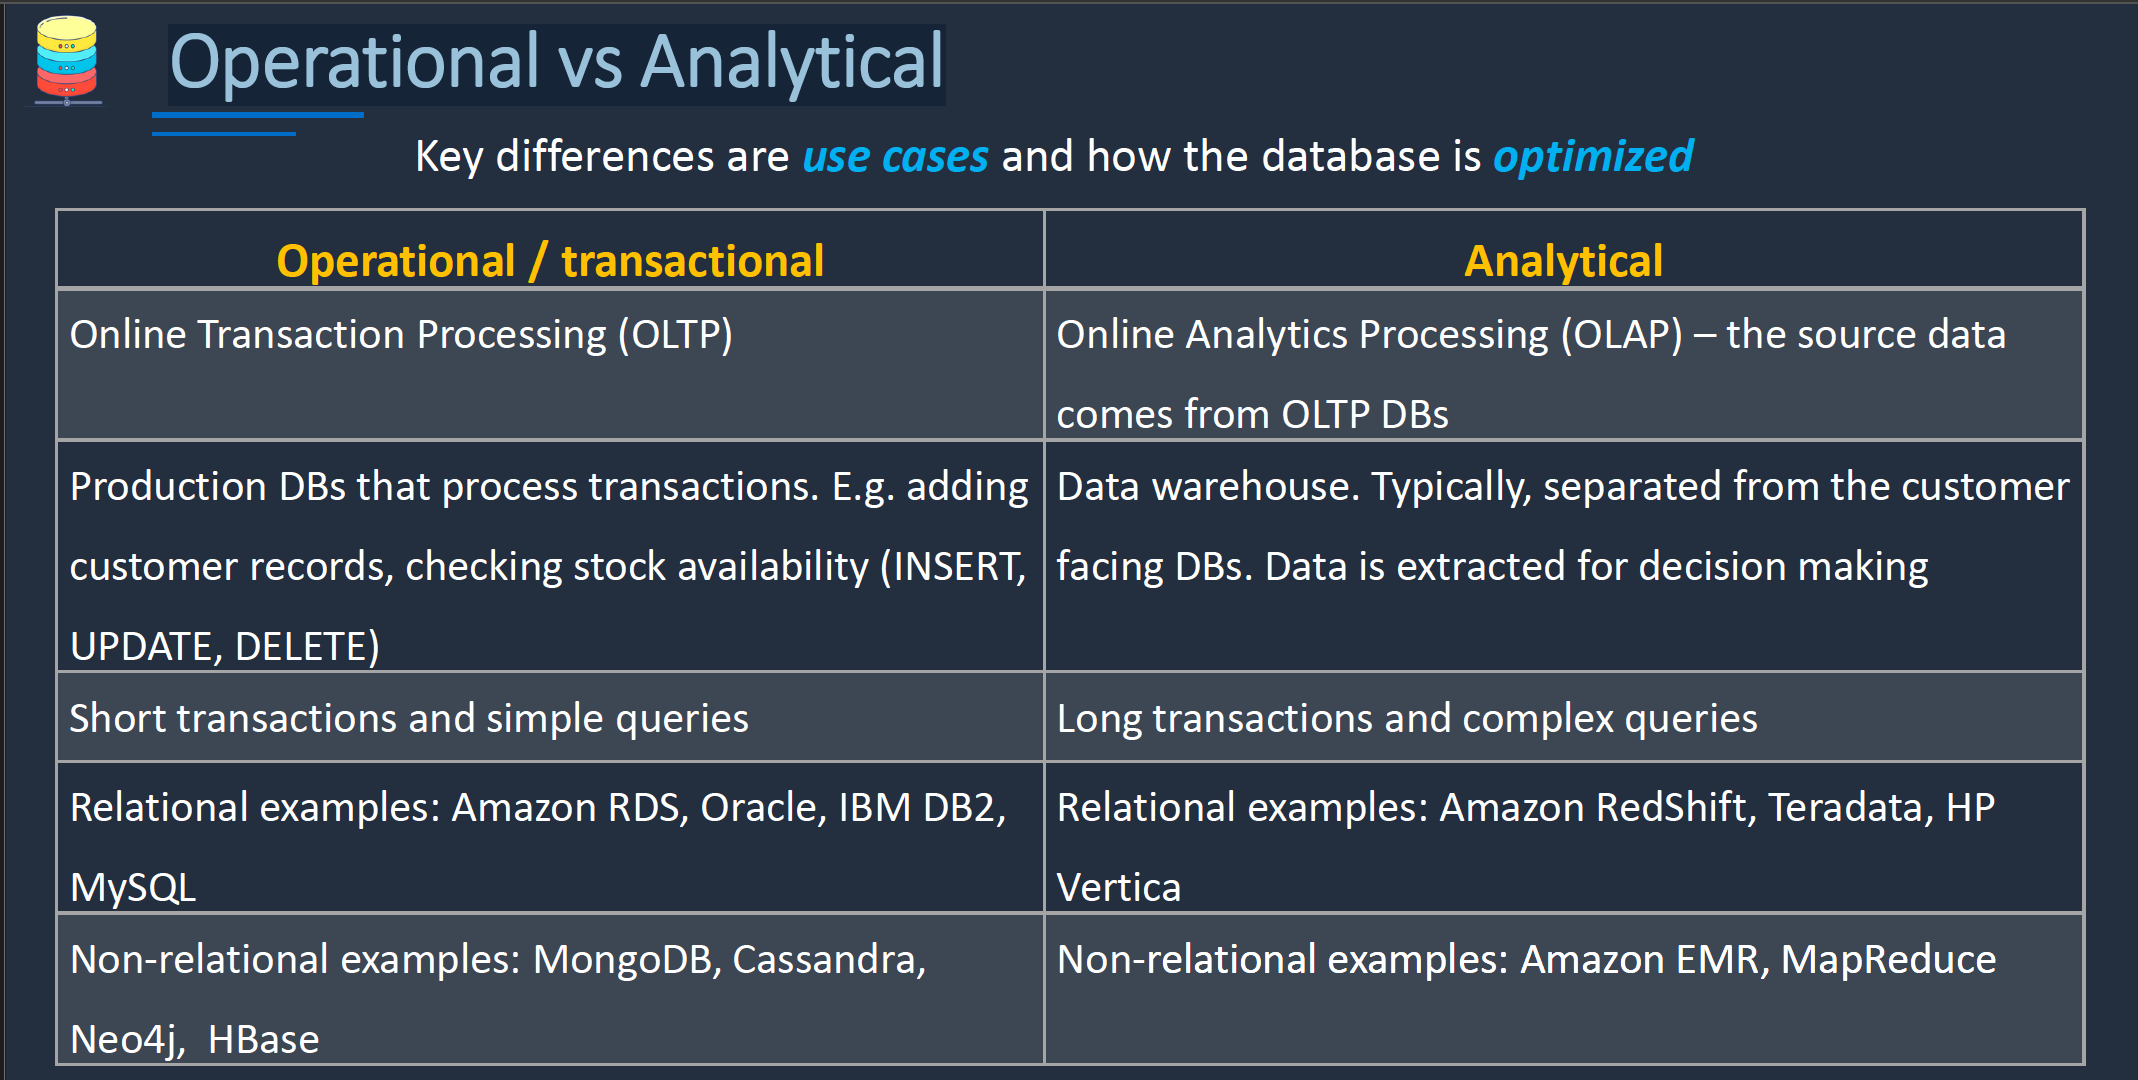 Operational vs Analytical
Key differences are use cases and how the database is optimized
Operational / transactional
Analytical
Online Transaction Processing (OLTP)
Online Analytics Processing (OLAP) – the source data
comes from OLTP DBs
Production DBs that process transactions. E.g. adding
customer records, checking stock availability (INSERT,
UPDATE, DELETE)
Data warehouse. Typically, separated from the customer
facing DBs. Data is extracted for decision making
Short transactions and simple queries
Long transactions and complex queries
Relational examples: Amazon RDS, Oracle, IBM DB2,
MySQL
Relational examples: Amazon RedShift, Teradata, HP
Vertica
Non-relational examples: MongoDB, Cassandra,
Neo4j,  HBase
Non-relational examples: Amazon EMR, MapReduce